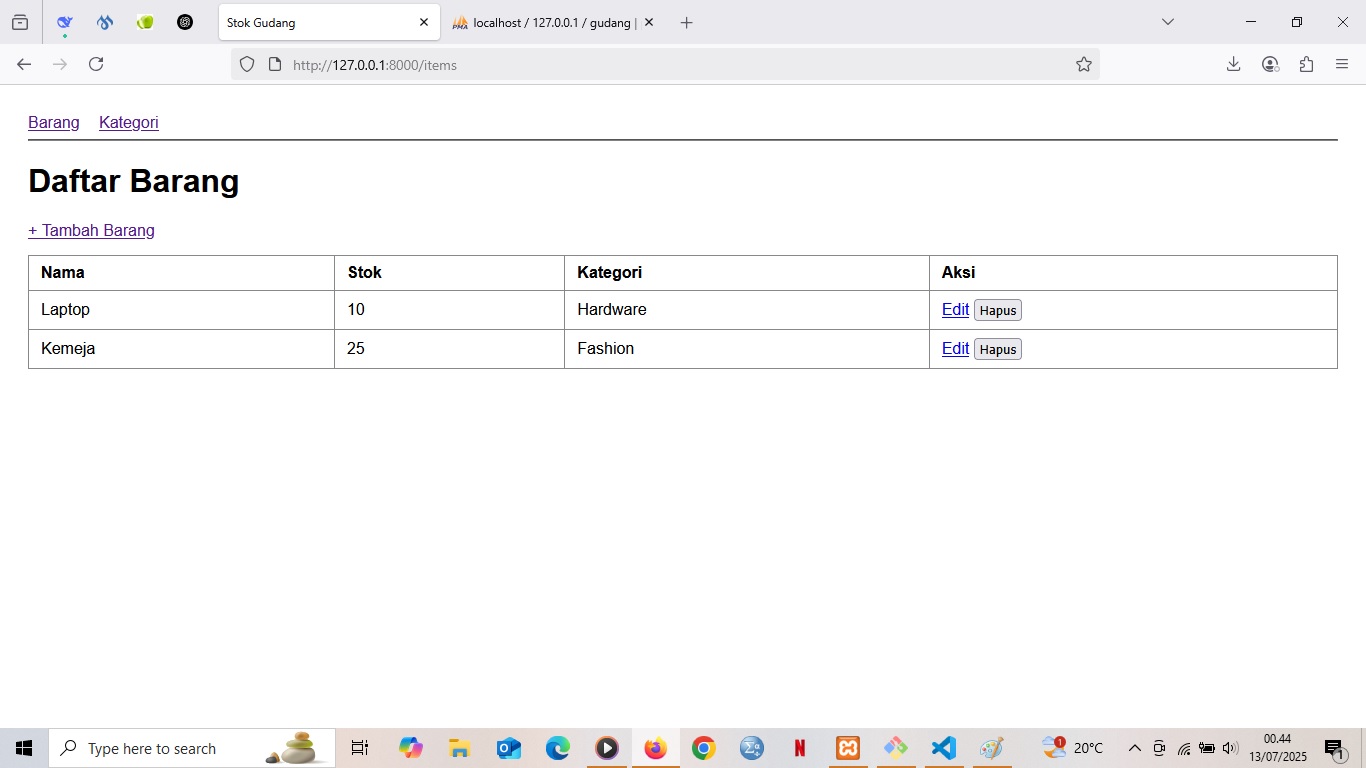 Stok Gudang
localhost / 127.0.0.1 / gudang |
http://127.0.0.1:8000/items
Barang Kategori
Daftar Barang
+ Tambah Barang
Nama Stok Kategori Aksi
Laptop 10 Hardware Edit Hapus
Kemeja 25 Fashion Edit Hapus
Type here to search
20°C
00.44
13/07/2025